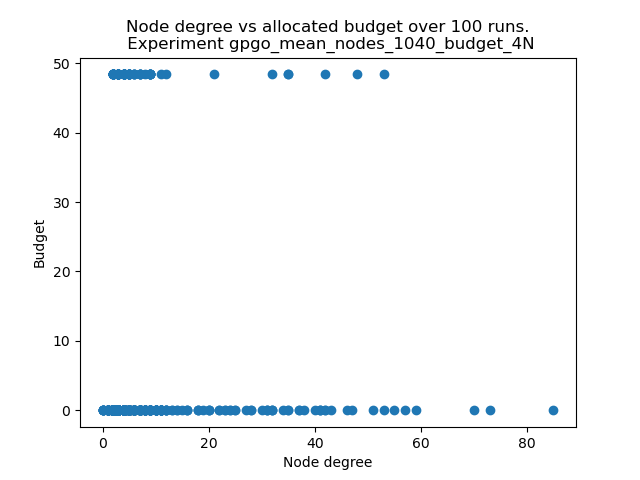 Node degree vs allocated budget over 100 runs.
Experiment gpgo_mean_nodes_1040_budget_4N
50
40
30
20
10
0
Budget
0 20 40 60 80
Node degree